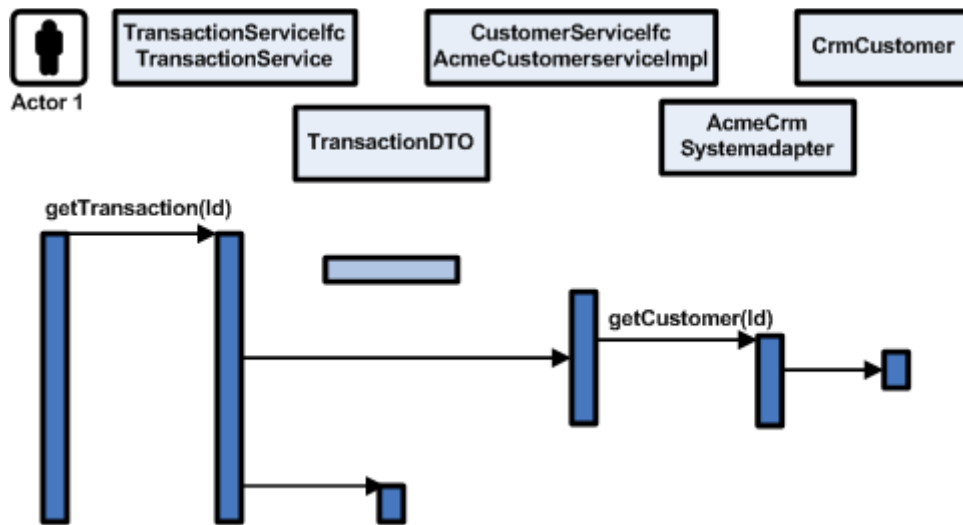 TransactionServiceIfc
TransactionService
CustomerServiceIfc
AcmeCustomerserviceImpl
CrmCustomer
Actor 1
TransactionDTO
AcmeCrm
Systemadapter
getTransaction(Id)
getCustomer(Id)